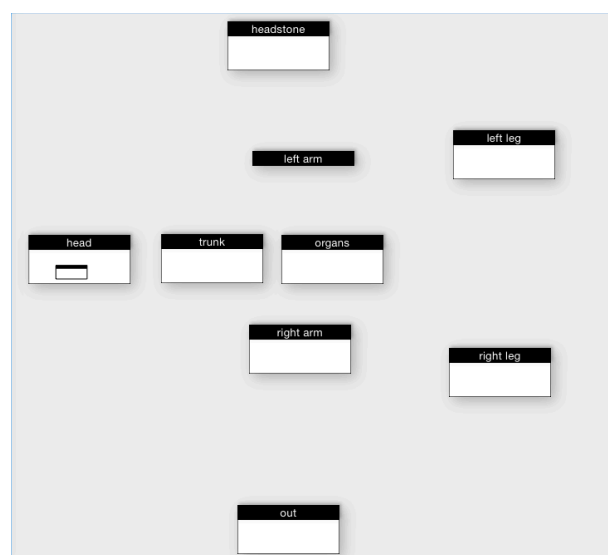 headstone
left arm
left leg
head
trunk
organs
right arm
right leg
out